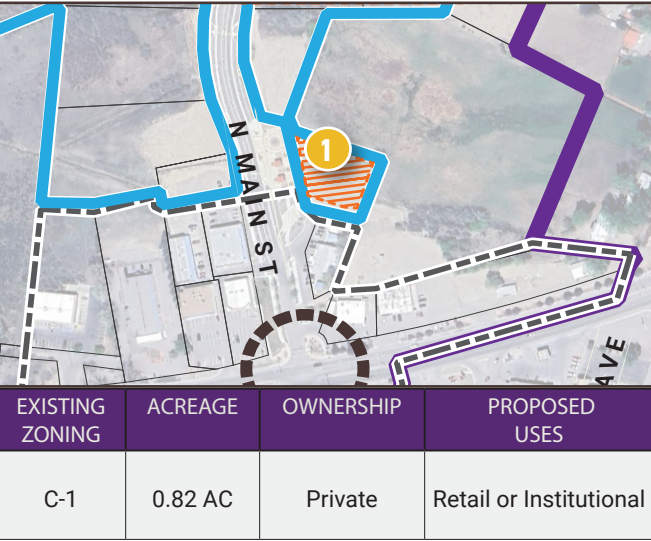 1
N MAIN ST
AVE
EXISTING ZONING
ACREAGE
OWNERSHIP
PROPOSED USES
C-1
0.82 AC
Private
Retail or Institutional